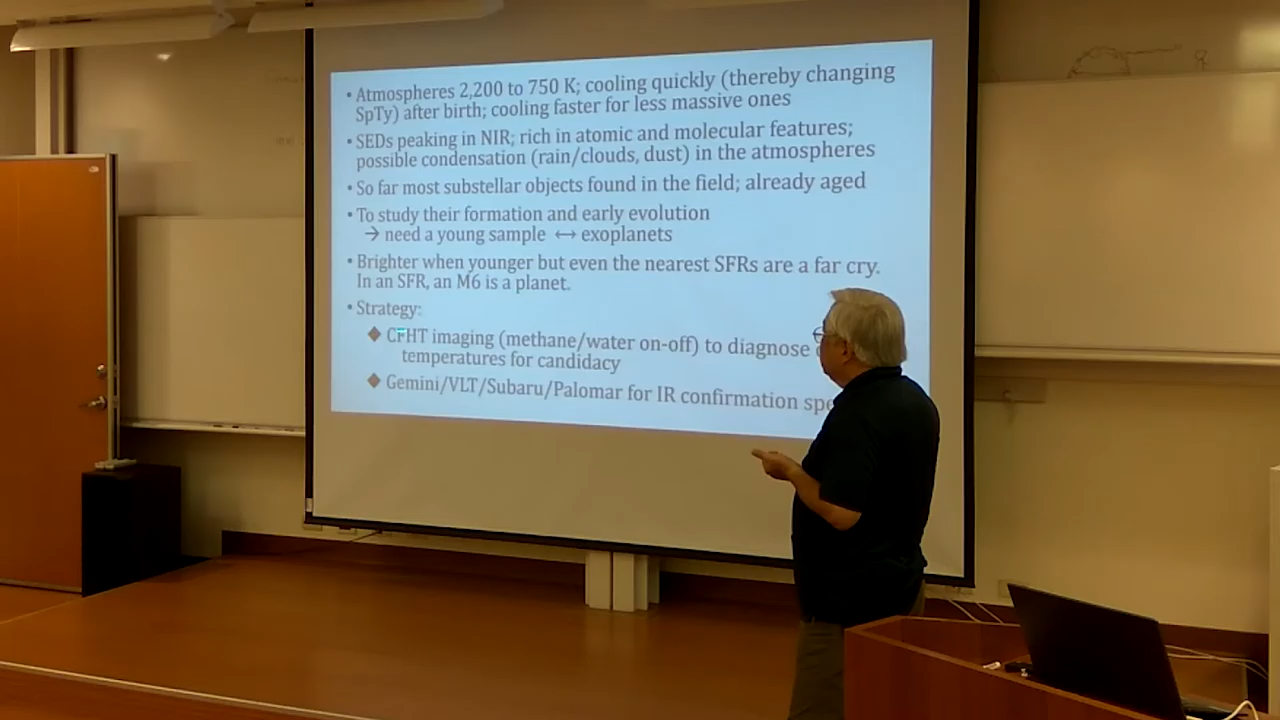 • Atmospheres 2,200 to 750 K; cooling quickly (thereby changing
SpTy) after birth; cooling faster for less massive ones
• SEDs peaking in NIR; rich in atomic and molecular features;
possible condensation (rain/clouds, dust) in the atmospheres
• So far most substellar objects found in the field; already aged
• To study their formation and early evolution
→ need a young sample ↔ exoplanets
• Brighter when younger but even the nearest SFRs are a far cry.
In an SFR, an M6 is a planet.
• Strategy:
◆ CFHT imaging (methane/water on-off) to diagnose
temperatures for candidacy
◆ Gemini/VLT/Subaru/Palomar for IR confirmation